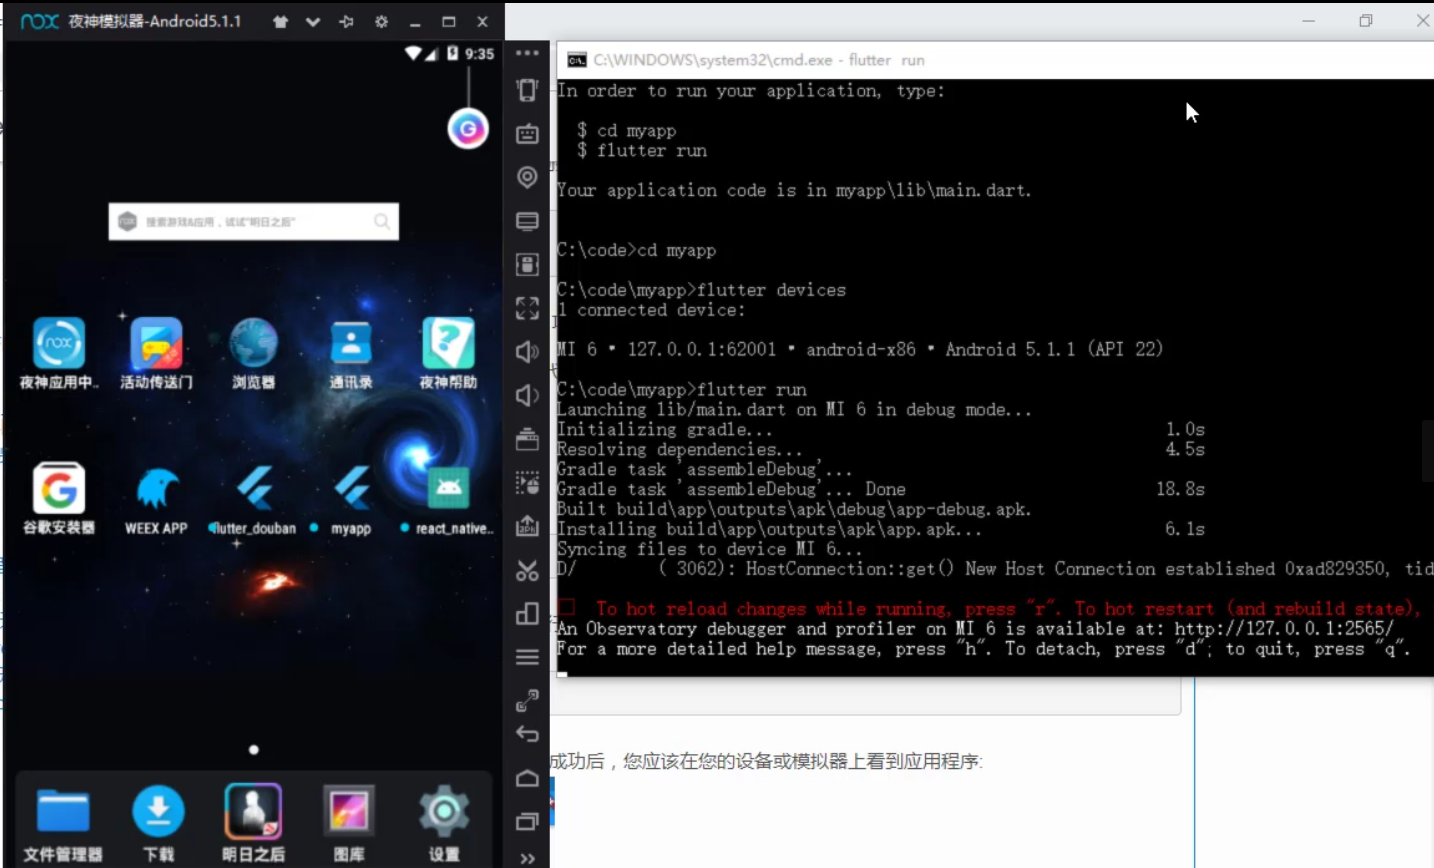 nox 夜神模拟器-Android5.1.1
9:35
搜索游戏&应用，试试"明日之后"
夜神应用中..
活动传送门
浏览器
通讯录
夜神帮助
谷歌安装器
WEEX APP
flutter_douban
myapp
react_native..
文件管理器
下载
明日之后
图库
设置
C:\WINDOWS\system32\cmd.exe - flutter run
In order to run your application, type:
$ cd myapp
$ flutter run
Your application code is in myapp\lib\main.dart.
C:\code>cd myapp
C:\code\myapp>flutter devices
1 connected device:
MI 6 • 127.0.0.1:62001 • android-x86 • Android 5.1.1 (API 22)
C:\code\myapp>flutter run
Launching lib/main.dart on MI 6 in debug mode...
Initializing gradle... 1.0s
Resolving dependencies... 4.5s
Gradle task 'assembleDebug'...
Gradle task 'assembleDebug'... Done 18.8s
Built build\app\outputs\apk\debug\app-debug.apk.
Installing build\app\outputs\apk\app.apk... 6.1s
Syncing files to device MI 6...
D/ ( 3062): HostConnection::get() New Host Connection established 0xad829350, tid
To hot reload changes while running, press "r". To hot restart (and rebuild state),
An Observatory debugger and profiler on MI 6 is available at: http://127.0.0.1:2565/
For a more detailed help message, press "h". To detach, press "d"; to quit, press "q".
成功后，您应该在您的设备或模拟器上看到应用程序: